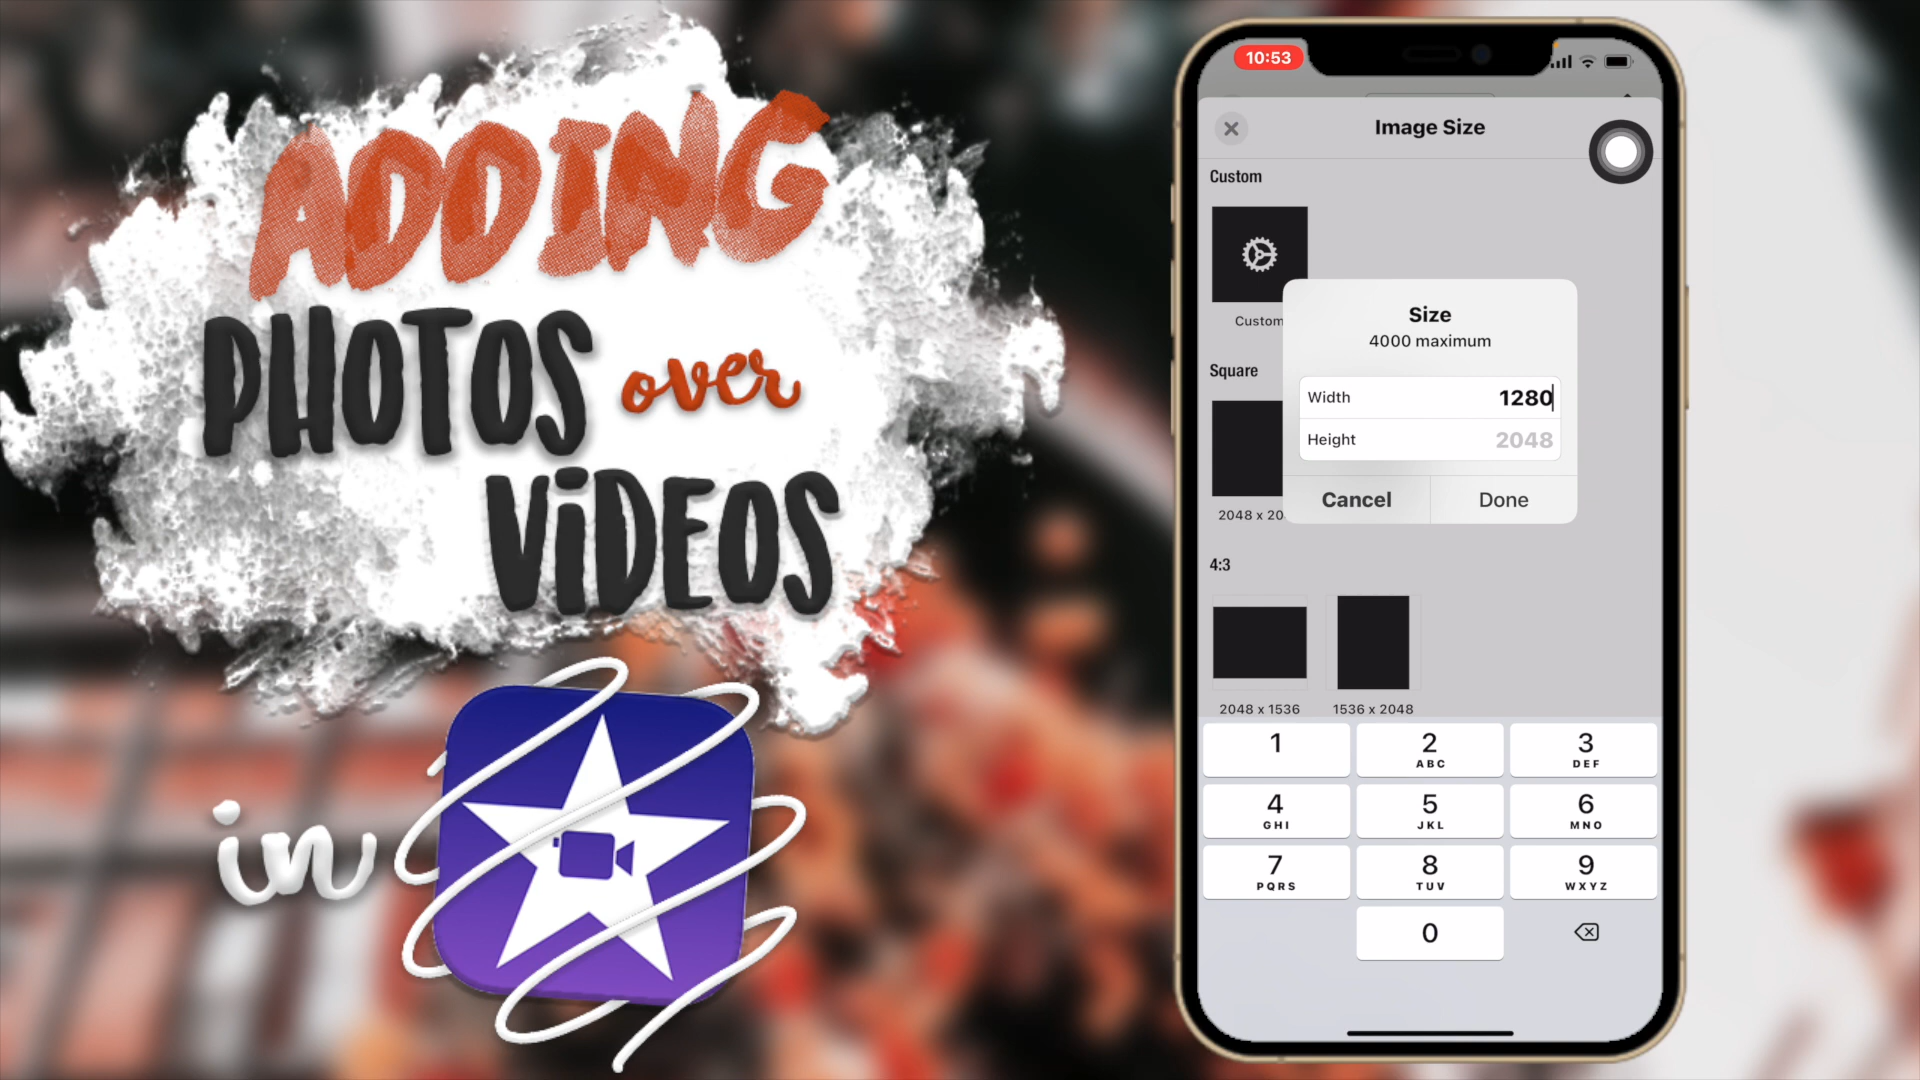 ADDING
PHOTOS over
ViDEOS
in
10:53
Image Size
Custom
Custom
Size
4000 maximum
Width 1280
Height 2048
Cancel Done
Square
2048 x 20
4:3
2048 x 1536 1536 x 2048
1 2 3
ABC DEF
4 5 6
GHI JKL MNO
7 8 9
PQRS TUV WXYZ
0